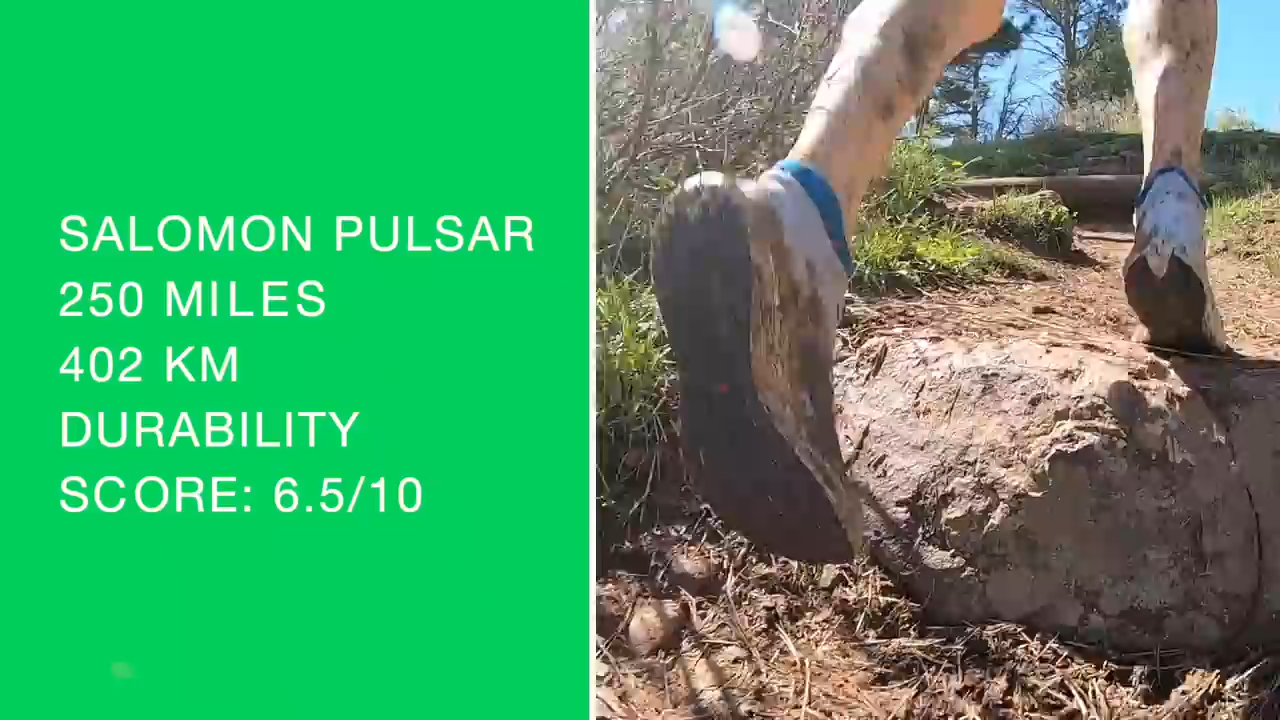 SALOMON PULSAR
250 MILES
402 KM
DURABILITY
SCORE: 6.5/10